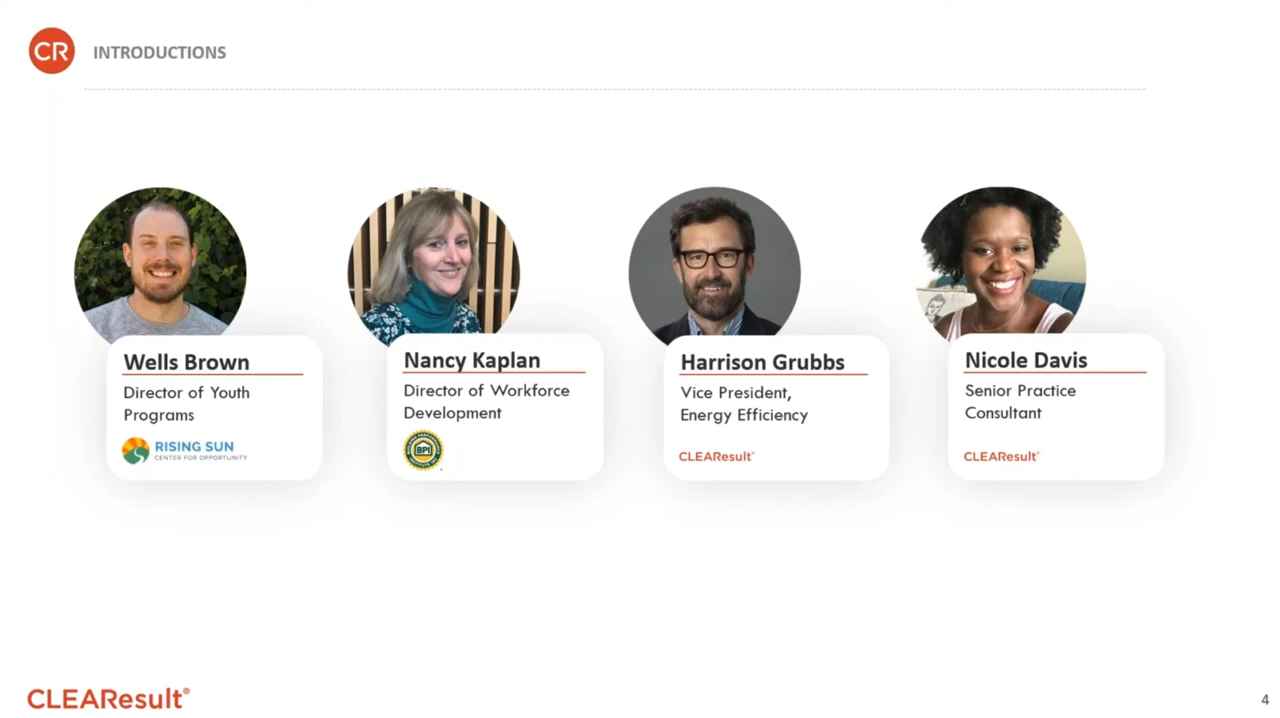 CR INTRODUCTIONS
Wells Brown
Director of Youth
Programs
RISING SUN
CENTER FOR OPPORTUNITY
Nancy Kaplan
Director of Workforce
Development
BPI
Harrison Grubbs
Vice President,
Energy Efficiency
CLEAResult®
Nicole Davis
Senior Practice
Consultant
CLEAResult®
CLEAResult®
4